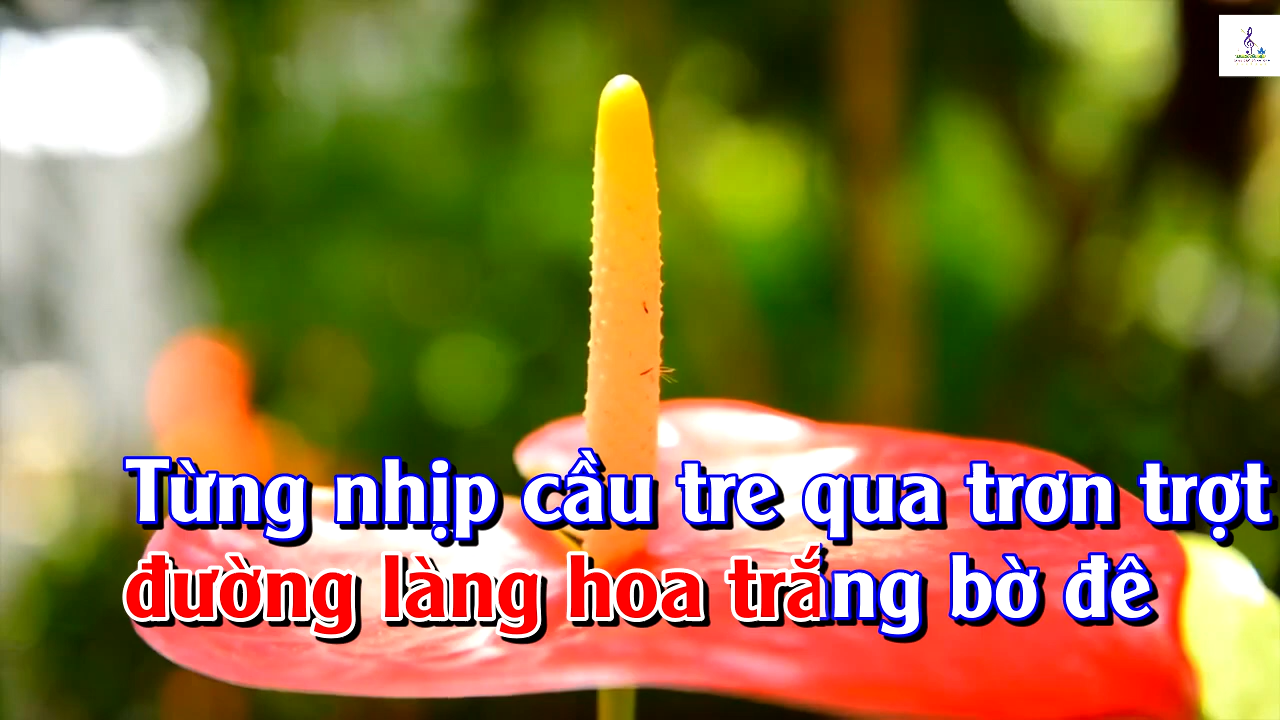 Từng nhịp cầu tre qua trơn trợt
đường làng hoa trắng bờ đê